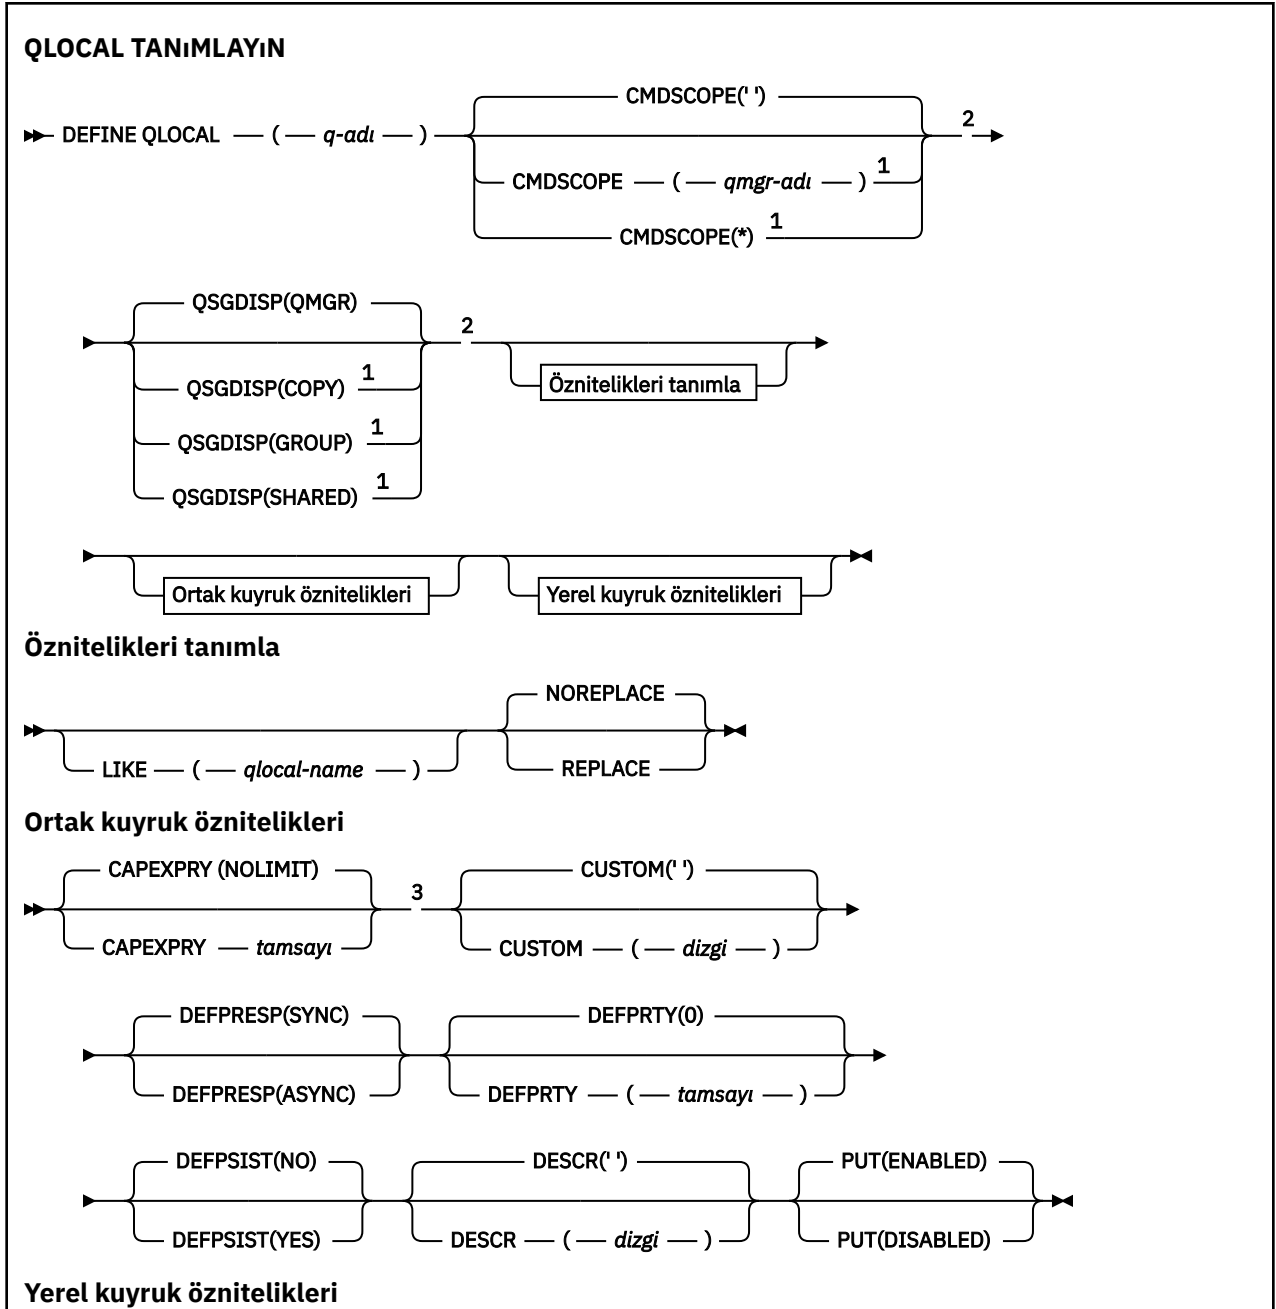 QLOCAL TANıMLAYıN
CMDSCOPE(' ')
DEFINE QLOCAL ( q-adı ) 2
CMDSCOPE ( qmgr-adı ) 1
CMDSCOPE(*) 1
QSGDISP(QMGR)
2
QSGDISP(COPY) 1 Öznitelikleri tanımla
QSGDISP(GROUP) 1
QSGDISP(SHARED) 1
Ortak kuyruk öznitelikleri Yerel kuyruk öznitelikleri
Öznitelikleri tanımla
NOREPLACE
LIKE ( qlocal-name ) REPLACE
Ortak kuyruk öznitelikleri
CAPEXPRY (NOLIMIT) CUSTOM(' ')
3
CAPEXPRY tamsayı CUSTOM ( dizgi )
DEFPRESP(SYNC) DEFPRTY(0)
DEFPRESP(ASYNC) DEFPRTY ( tamsayı )
DEFPSIST(NO) DESCR(' ') PUT(ENABLED)
DEFPSIST(YES) DESCR ( dizgi ) PUT(DISABLED)
Yerel kuyruk öznitelikleri